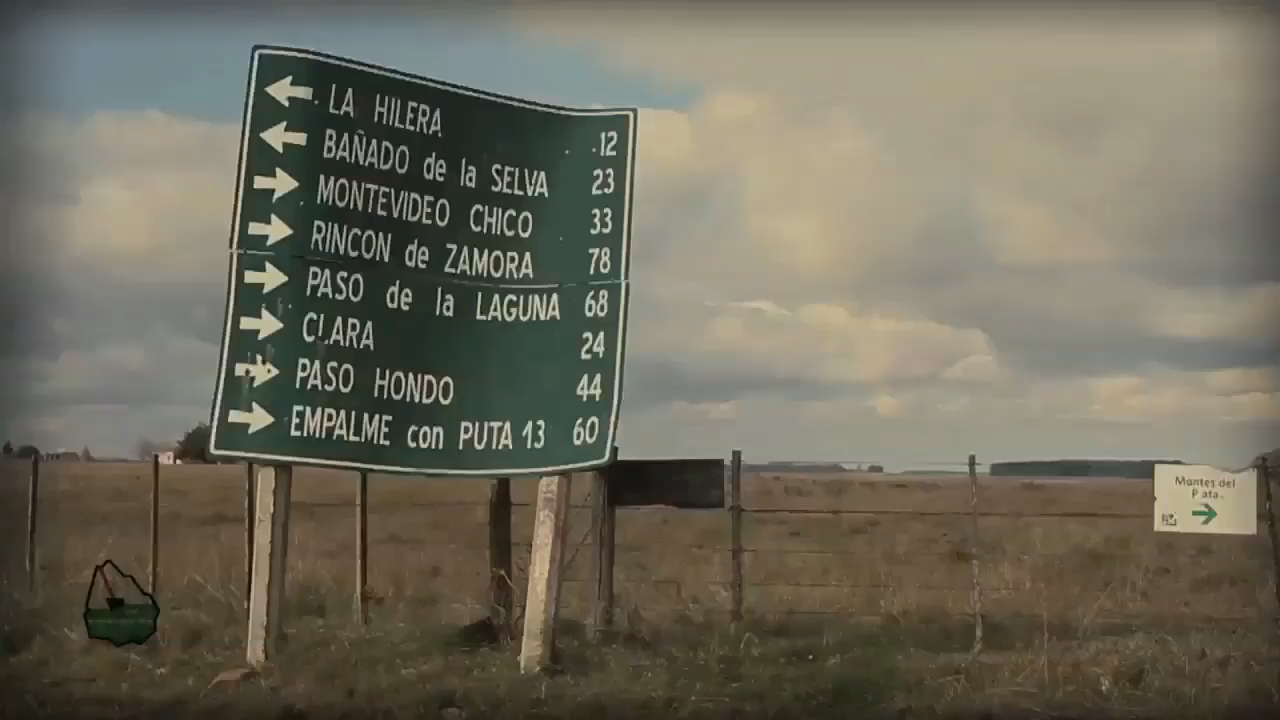 ← LA HILERA 12
← BAÑADO de la SELVA 23
→ MONTEVIDEO CHICO 33
→ RINCON de ZAMORA 78
→ PASO de la LAGUNA 68
→ CLARA 24
→ PASO HONDO 44
→ EMPALME con PUTA 13 60
Montes del
P ata
→